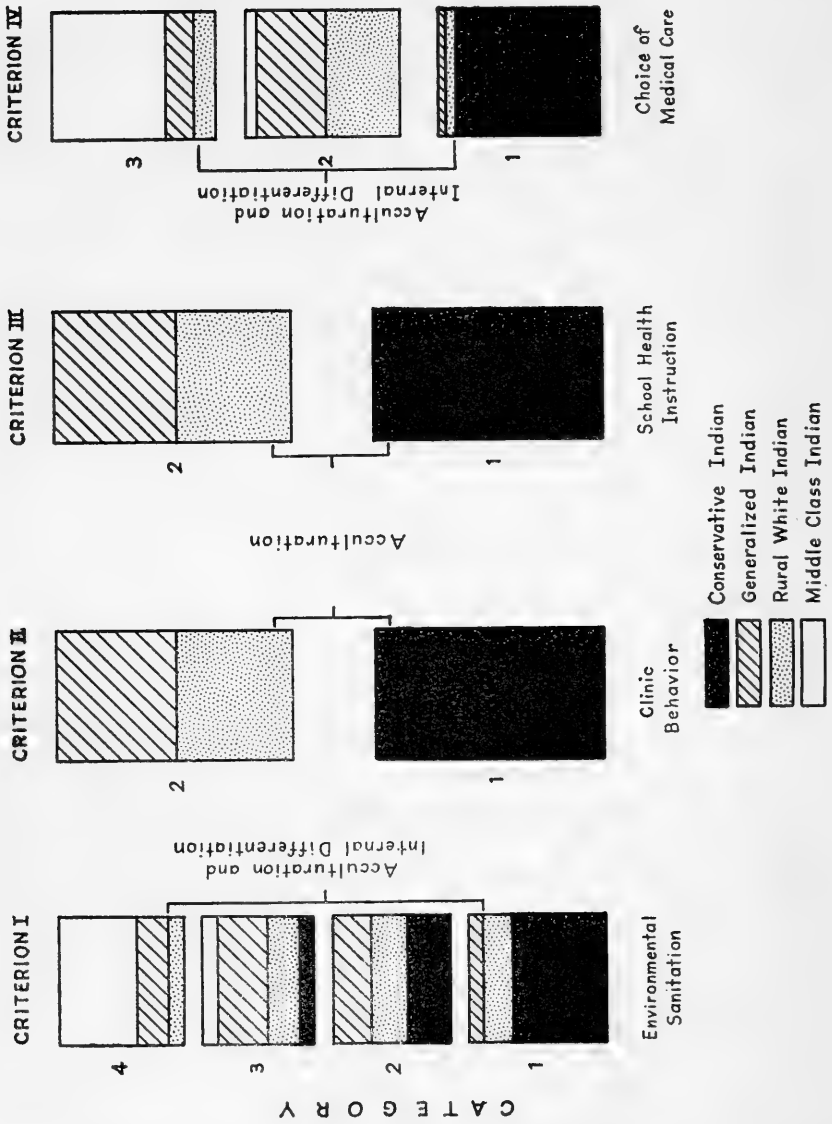 CRITERION I
CRITERION II
CRITERION III
CRITERION IV
CATEGORY
4
3
2
1
Acculturation and
Internal Differentiation
Environmental
Sanitation
2
1
Acculturation
Clinic
Behavior
2
1
School Health
Instruction
3
2
1
Acculturation and
Internal Differentiation
Choice of
Medical Care
Conservative Indian
Generalized Indian
Rural White Indian
Middle Class Indian